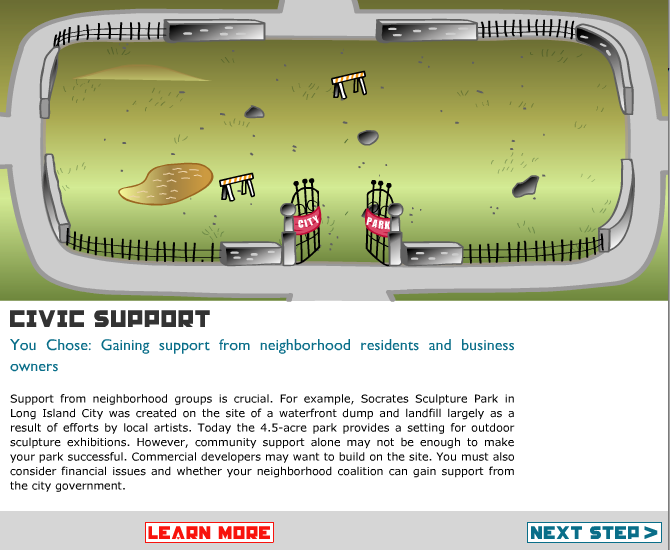 CITY
PARK
CIVIC SUPPORT
You Chose: Gaining support from neighborhood residents and business
owners
Support from neighborhood groups is crucial. For example, Socrates Sculpture Park in
Long Island City was created on the site of a waterfront dump and landfill largely as a
result of efforts by local artists. Today the 4.5-acre park provides a setting for outdoor
sculpture exhibitions. However, community support alone may not be enough to make
your park successful. Commercial developers may want to build on the site. You must also
consider financial issues and whether your neighborhood coalition can gain support from
the city government.
LEARN MORE
NEXT STEP >